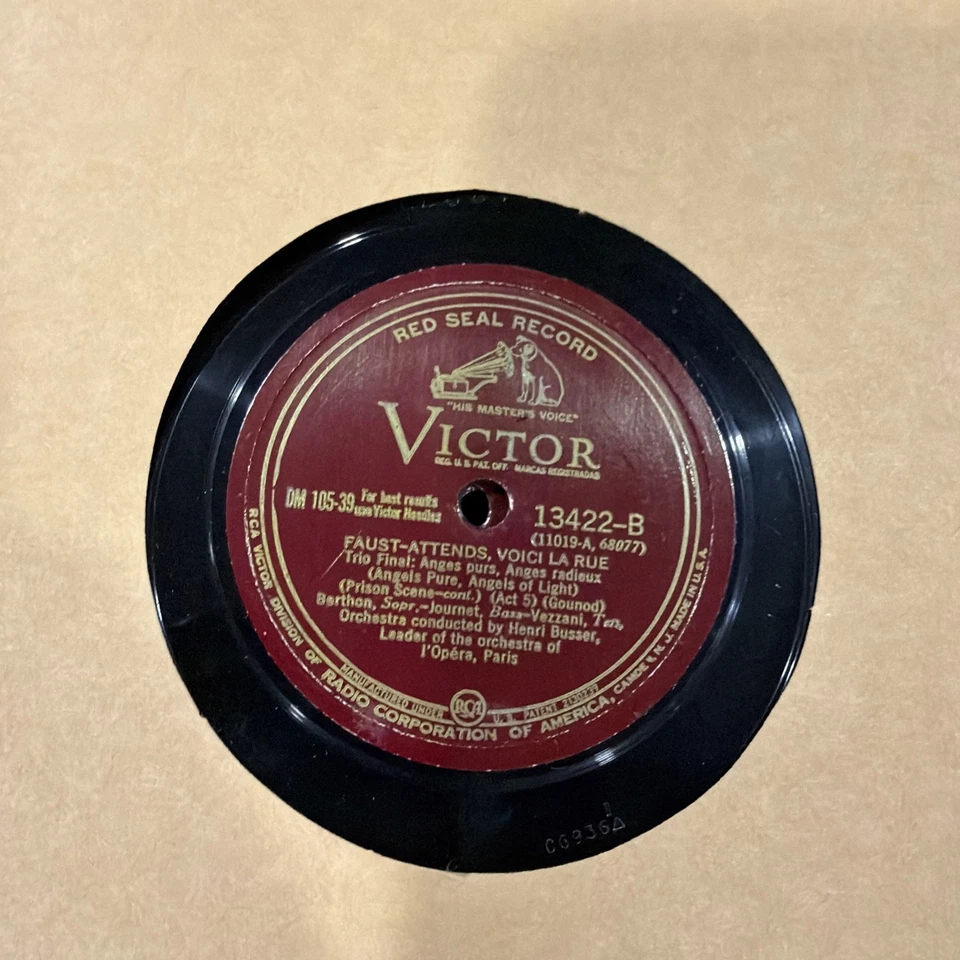 RED SEAL RECORD
"HIS MASTER'S VOICE"
VICTOR
REG. U.S. PAT. OFF. MARCAS REGISTRADAS
DM 105-39
For best results
use Victor Needles
13422-B
(11019-A, 68077)
FAUST-ATTENDS, VOICI LA RUE
Trio Final: Anges purs, Anges radieux
(Angels Pure, Angels of Light)
(Prison Scene-cont.) (Act 5) (Gounod)
Berthon, Sopr.-Journet, Bass-Vezzani, Ten.
Orchestra conducted by Henri Busser,
Leader of the orchestra of
l'Opéra, Paris
MANUFACTURED UNDER RCA U. S. PATENT 2130239
RCA VICTOR DIVISION OF RADIO CORPORATION OF AMERICA, CAMDEN, N. J. MADE IN U.S.A.